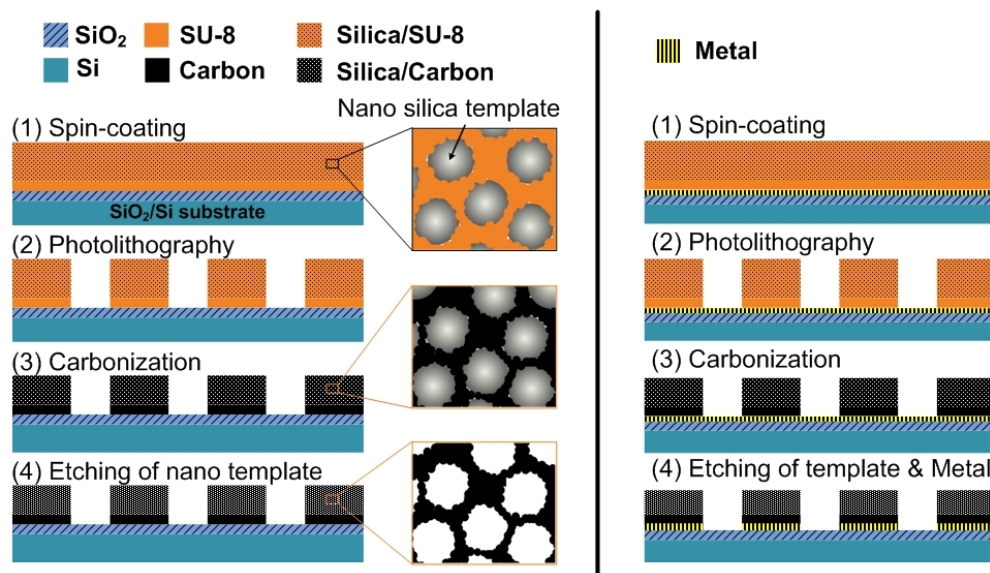 SiO2 SU-8 Silica/SU-8
Si Carbon Silica/Carbon
Nano silica template
(1) Spin-coating
SiO2/Si substrate
(2) Photolithography
(3) Carbonization
(4) Etching of nano template
Metal
(1) Spin-coating
(2) Photolithography
(3) Carbonization
(4) Etching of template & Metal